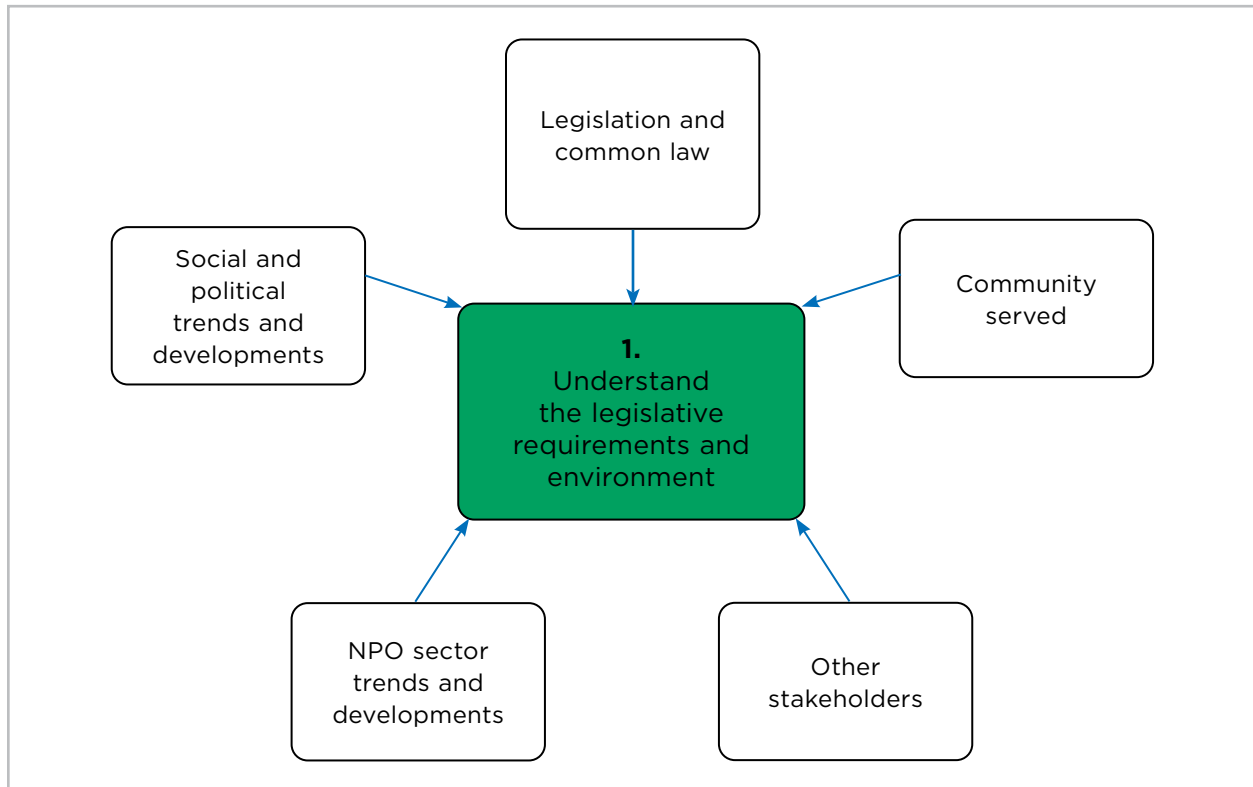 Legislation and
common law
Social and
political
trends and
developments
Community
served
1.
Understand
the legislative
requirements and
environment
NPO sector
trends and
developments
Other
stakeholders